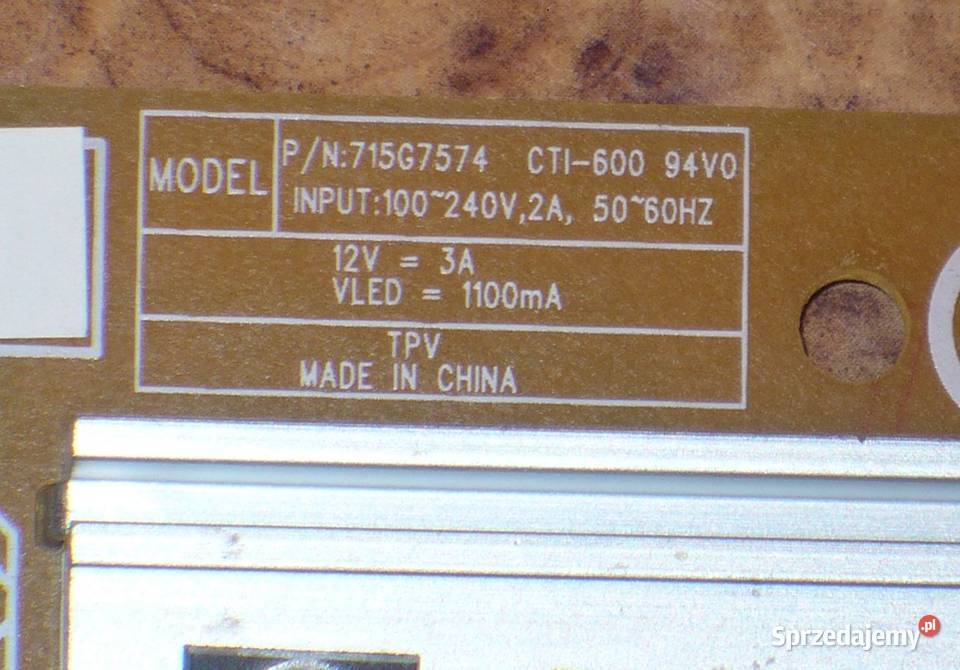 MODEL
P/N:715G7574 CTI-600 94V0
INPUT:100~240V,2A, 50~60HZ
12V = 3A
VLED = 1100mA
TPV
MADE IN CHINA
Sprzedajemy.pl